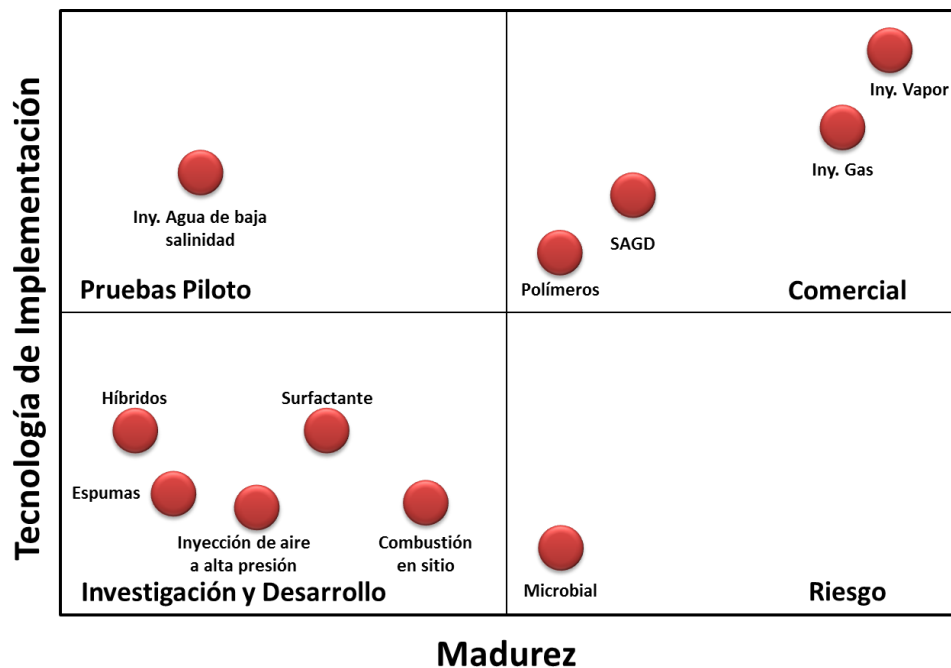 Tecnología de Implementación
Iny. Vapor
Iny. Gas
Iny. Agua de baja
salinidad
SAGD
Polímeros
Pruebas Piloto
Comercial
Híbridos
Surfactante
Espumas
Inyección de aire
a alta presión
Combustión
en sitio
Microbial
Investigación y Desarrollo
Riesgo
Madurez